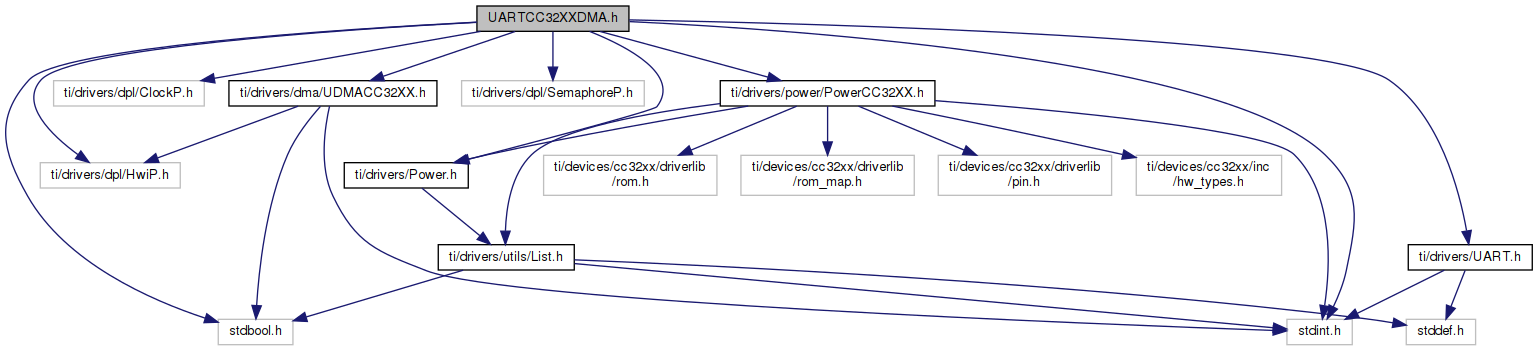 UARTCC32XXDMA.h
ti/drivers/dpl/ClockP.h
ti/drivers/dma/UDMACC32XX.h
ti/drivers/dpl/SemaphoreP.h
ti/drivers/power/PowerCC32XX.h
ti/drivers/dpl/HwiP.h
ti/drivers/Power.h
ti/devices/cc32xx/driverlib
/rom.h
ti/devices/cc32xx/driverlib
/rom_map.h
ti/devices/cc32xx/driverlib
/pin.h
ti/devices/cc32xx/inc
/hw_types.h
ti/drivers/utils/List.h
ti/drivers/UART.h
stdbool.h
stdint.h
stddef.h